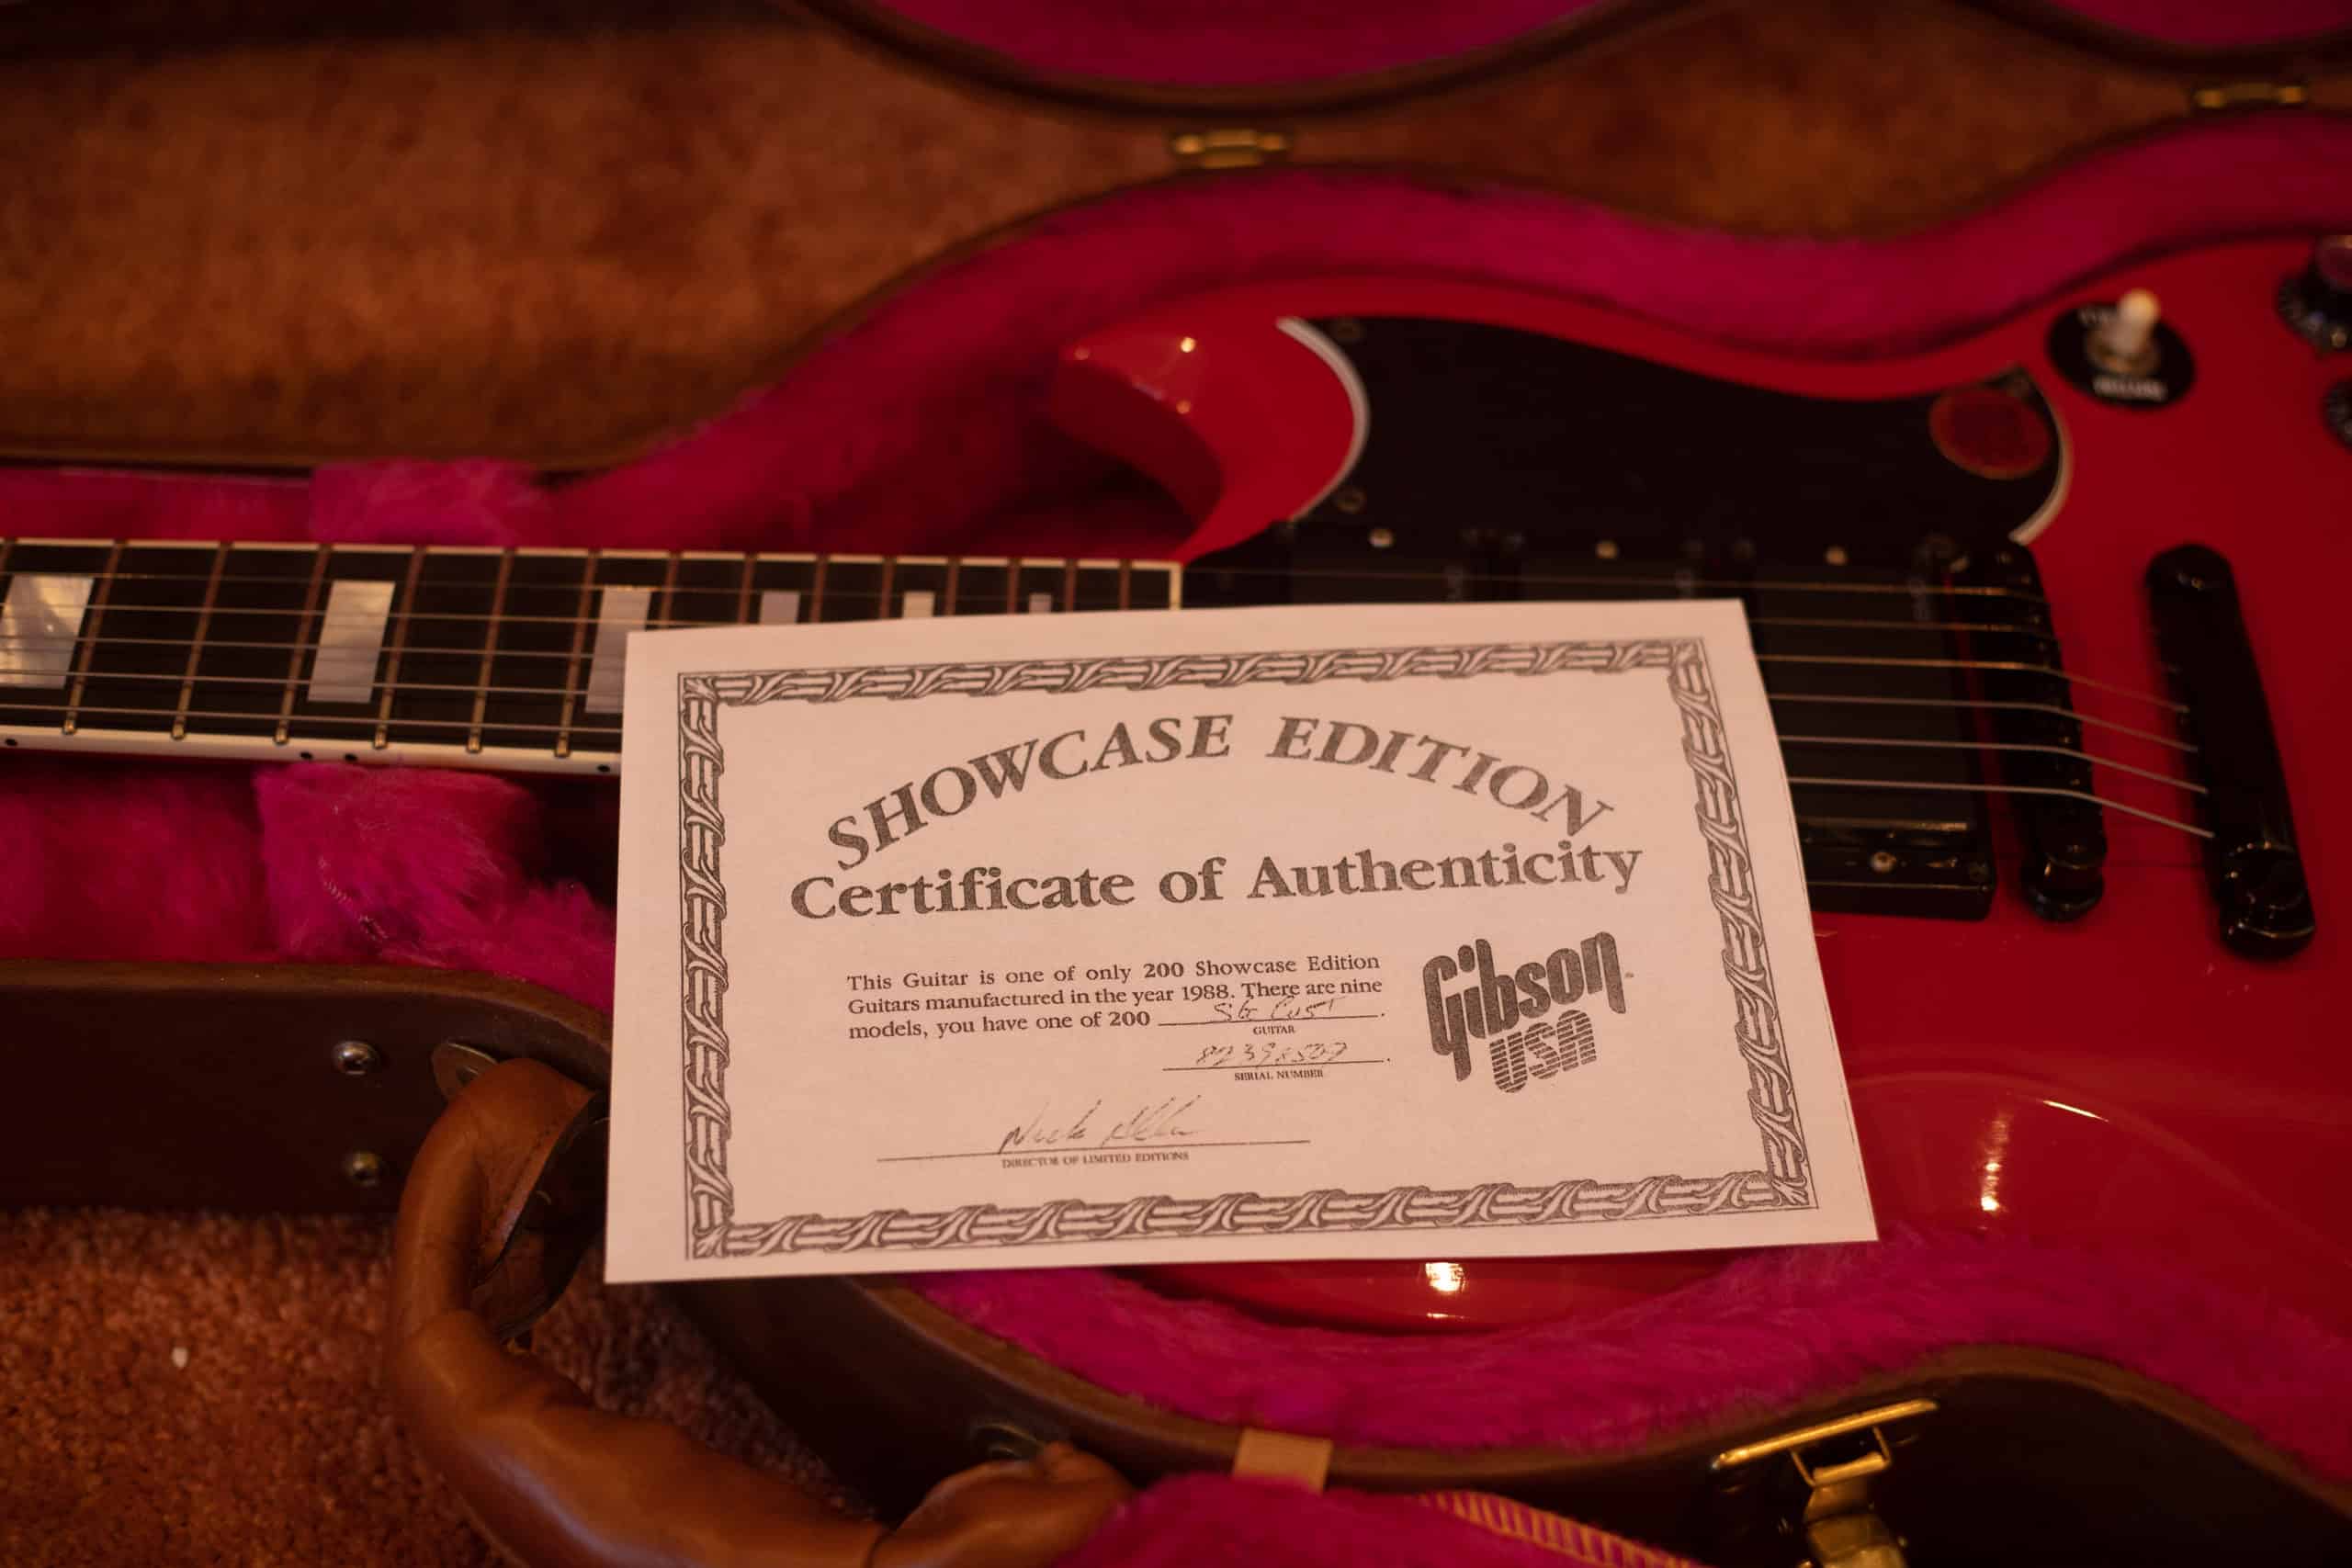 SHOWCASE EDITION
Certificate of Authenticity
This Guitar is one of only 200 Showcase Edition
Guitars manufactured in the year 1988. There are nine
models, you have one of 200 SG Cust.
GUITAR
SERIAL NUMBER
DIRECTOR OF LIMITED EDITIONS
Gibson
USA